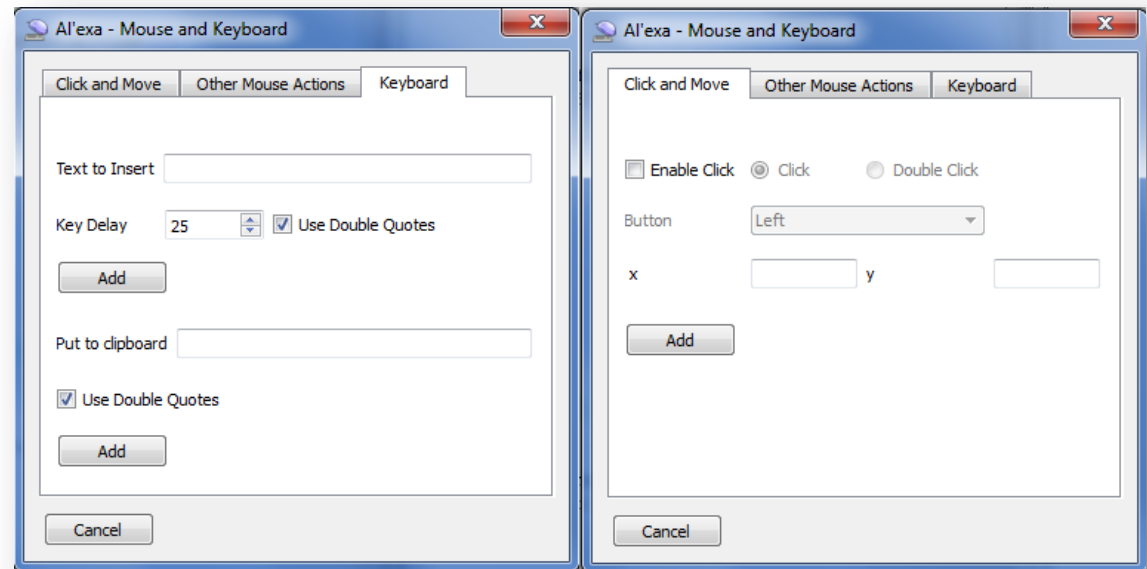 Al'exa - Mouse and Keyboard
Click and Move Other Mouse Actions Keyboard
Text to Insert
Key Delay 25 Use Double Quotes
Add
Put to clipboard
Use Double Quotes
Add
Cancel
Al'exa - Mouse and Keyboard
Click and Move Other Mouse Actions Keyboard
Enable Click Click Double Click
Button Left
x y
Add
Cancel